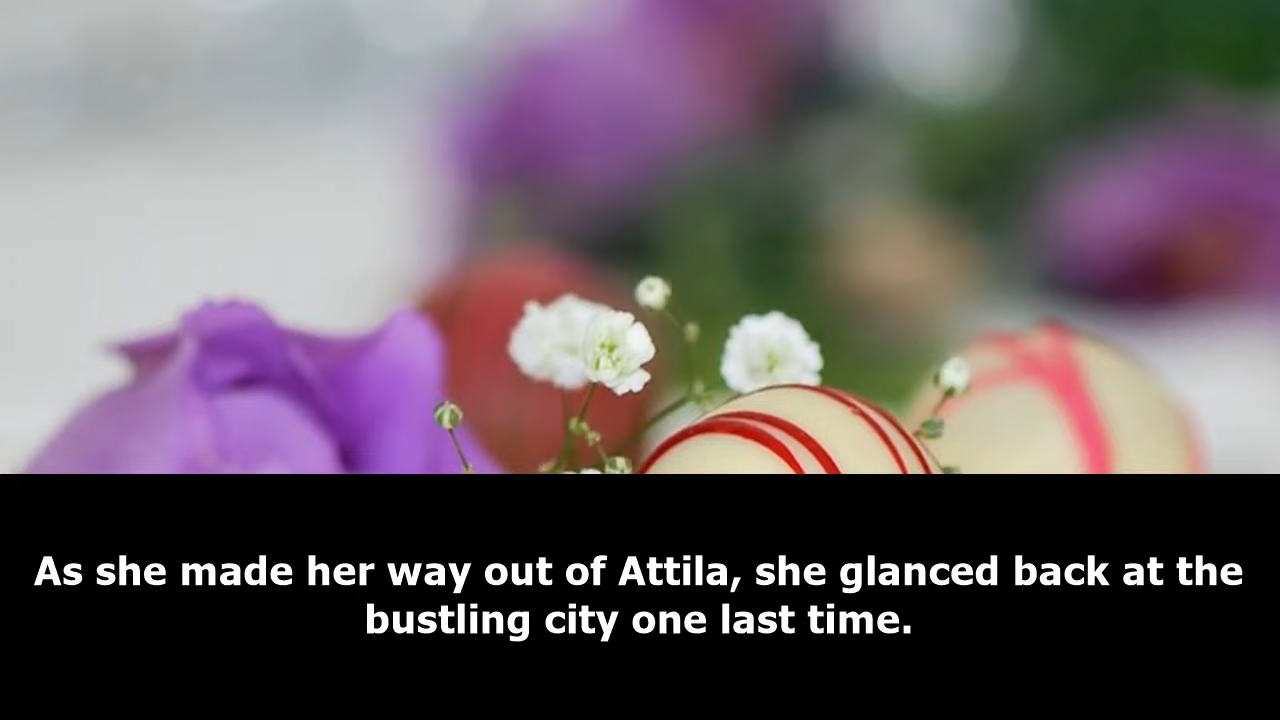 As she made her way out of Attila, she glanced back at the
bustling city one last time.